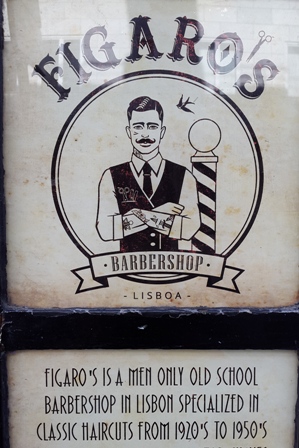 FIGARO'S
· BARBERSHOP ·
- LISBOA -
FIGARO'S IS A MEN ONLY OLD SCHOOL
BARBERSHOP IN LISBON SPECIALIZED IN
CLASSIC HAIRCUTS FROM 1920'S TO 1950'S